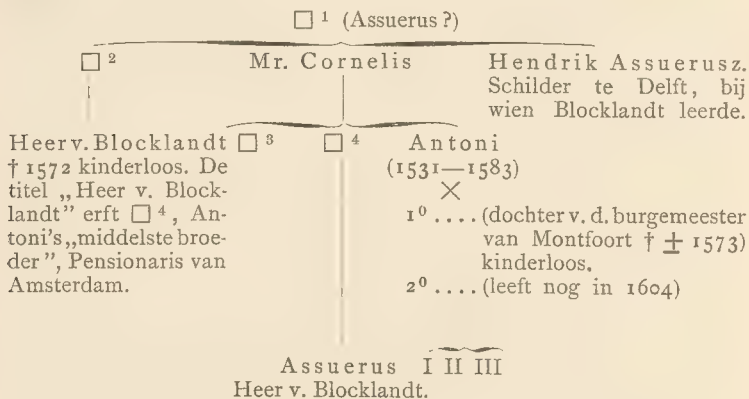 □ ¹ (Assuerus?)
□ ²
Mr. Cornelis
Hendrik Assuerusz.
Schilder te Delft, bij
wien Blocklandt leerde.
Heer v. Blocklandt
† 1572 kinderloos. De
titel „Heer v. Block-
landt” erft □ ⁴, An-
toni's „middelste broe-
der”, Pensionaris van
Amsterdam.
□ ³
□ ⁴
Antoni
(1531—1583)
×
1⁰ .... (dochter v. d. burgemeester
van Montfoort † ± 1573)
kinderloos.
2⁰ .... (leeft nog in 1604)
Assuerus
Heer v. Blocklandt.
I II III